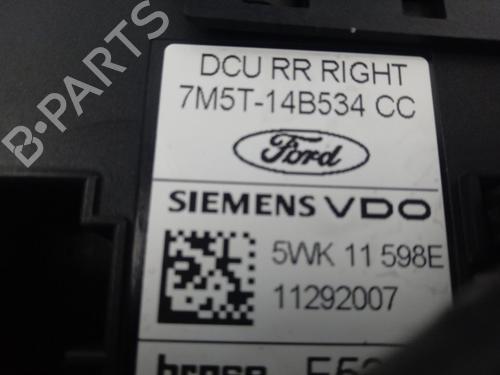 DCU RR RIGHT
7M5T-14B534 CC
Ford
SIEMENS VDO
5WK 11 598E
11292007
brose
B-PARTS